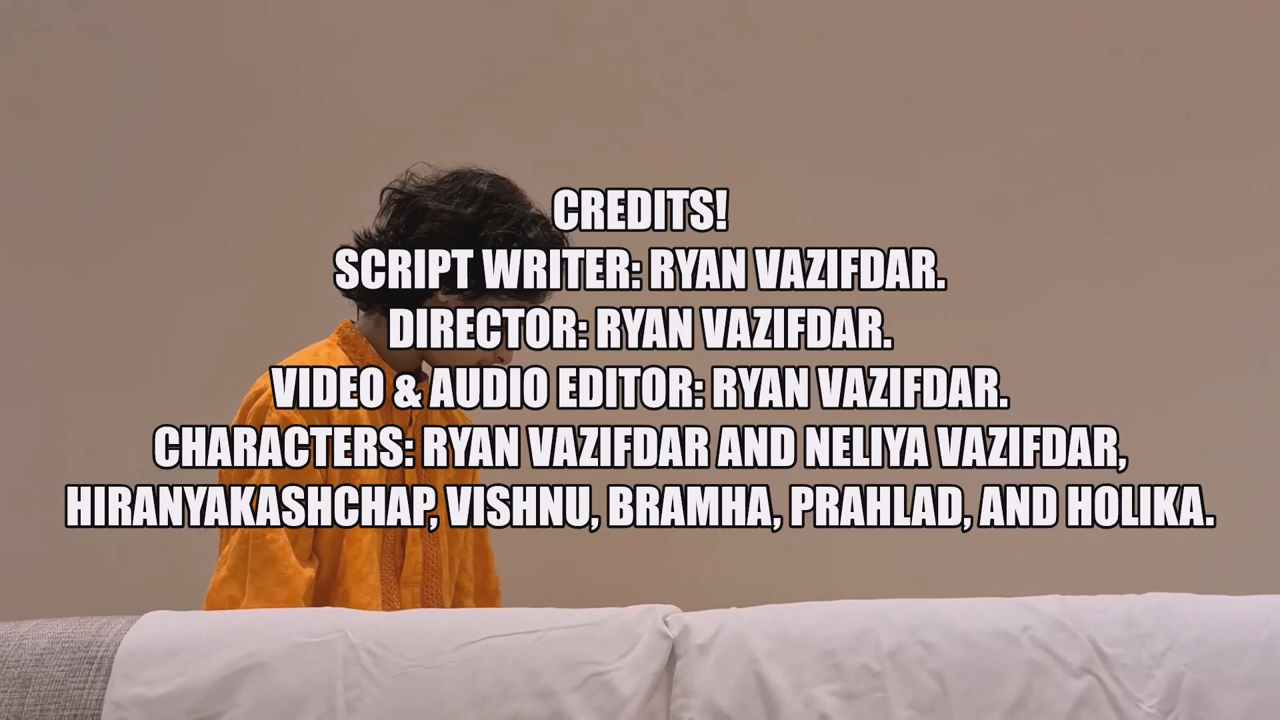 CREDITS!
SCRIPT WRITER: RYAN VAZIFDAR.
DIRECTOR: RYAN VAZIFDAR.
VIDEO & AUDIO EDITOR: RYAN VAZIFDAR.
CHARACTERS: RYAN VAZIFDAR AND NELIYA VAZIFDAR,
HIRANYAKASHCHAP, VISHNU, BRAMHA, PRAHLAD, AND HOLIKA.